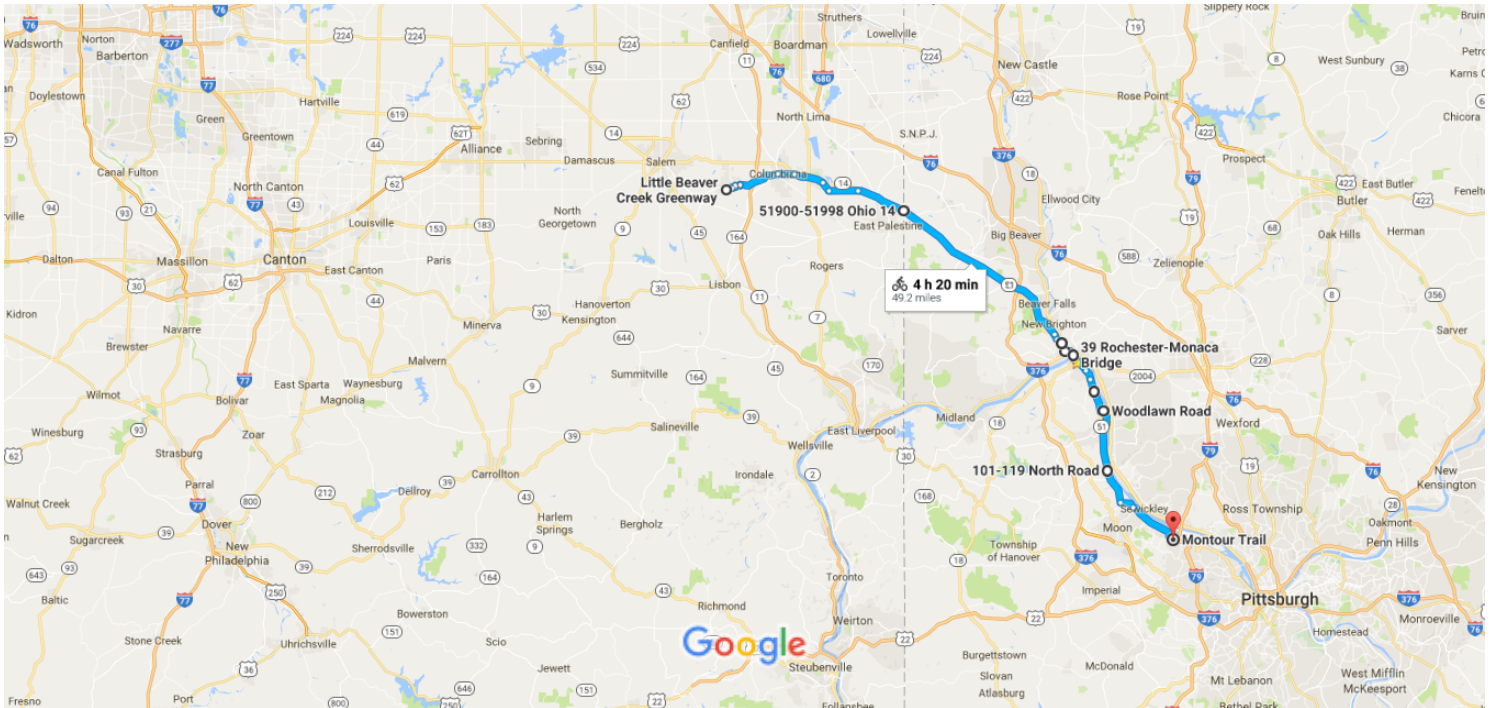 Slippery Rock
Struthers
Lowellville
Canfield
Boardman
Wadsworth
Norton
Barberton
New Castle
West Sunbury
Karns C
Doylestown
Green
Hartville
North Lima
Rose Point
Chicora
Greentown
Alliance
Sebring
S.N.P.J.
Damascus
Salem
Prospect
Canal Fulton
North Canton
Columbiana
East Butler
Little Beaver
Creek Greenway
Ellwood City
Butler
Fenelto
Louisville
North
Georgetown
51900-51998 Ohio 14
East Palestine
Big Beaver
Oak Hills
Herman
Dalton
Massillon
Canton
East Canton
Paris
Rogers
Zelienople
Lisbon
4 h 20 min
49.2 miles
Beaver Falls
Kidron
Navarre
Minerva
Hanoverton
Kensington
New Brighton
Sarver
Brewster
Malvern
39 Rochester-Monaca
Bridge
Summitville
East Sparta
Waynesburg
Magnolia
Wilmot
Bolivar
Midland
Woodlawn Road
Winesburg
Zoar
Salineville
East Liverpool
Wexford
Strasburg
Wellsville
Carrollton
Irondale
101-119 North Road
New
Kensington
Parral
Dellroy
Walnut Creek
Dover
Harlem
Springs
Bergholz
Sewickley
Ross Township
Oakmont
Sugarcreek
New
Philadelphia
Sherrodsville
Moon
Montour Trail
Penn Hills
Township
of Hanover
Toronto
Imperial
Baltic
Bowerston
Richmond
Pittsburgh
Monroeville
Stone Creek
Uhrichsville
Scio
Google
Weirton
Homestead
Burgettstown
Jewett
Steubenville
McDonald
West Mifflin
McKeesport
Slovan
Atlasburg
Mt Lebanon
Fresno
Port
Follansbee
Bethel Park